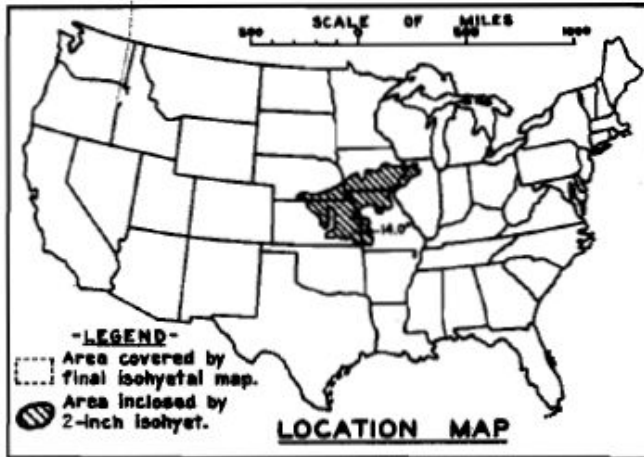 SCALE OF MILES
500 0 500 1000
14.0"
-LEGEND-
Area covered by
final isohyetal map.
Area inclosed by
2-inch isohyet.
LOCATION MAP